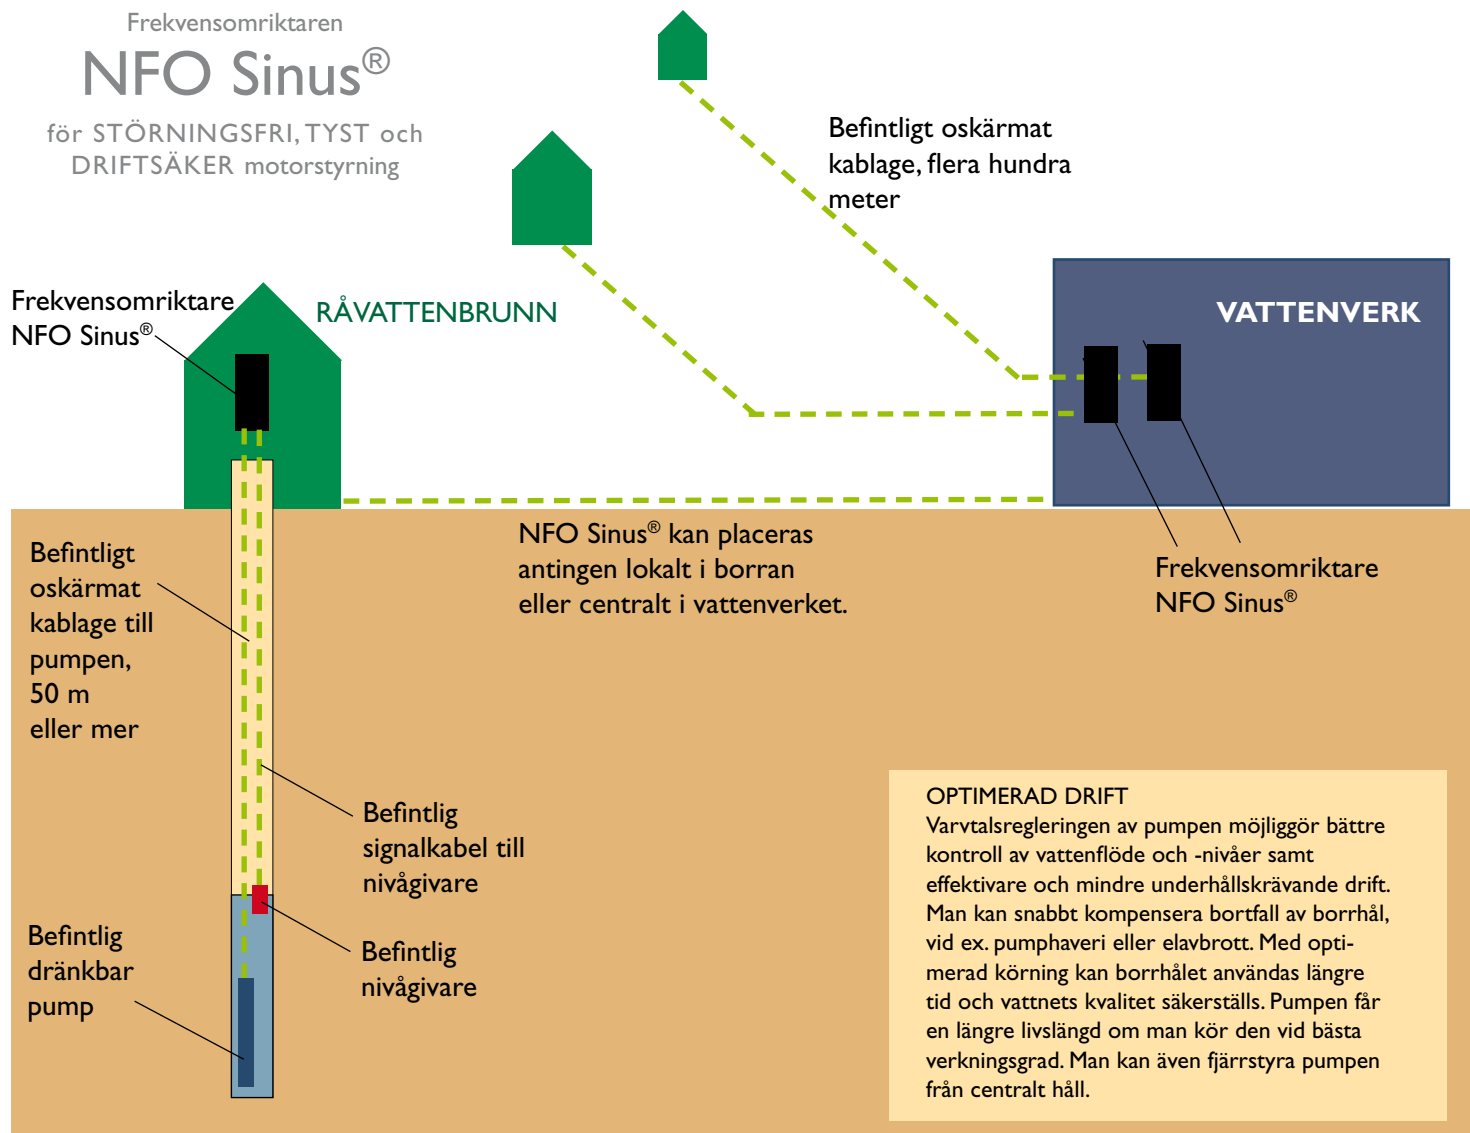 Frekvensomriktaren
NFO Sinus®
för STÖRNINGSFRI, TYST och
DRIFTSÄKER motorstyrning
Befintligt oskärmat
kablage, flera hundra
meter
Frekvensomriktare
NFO Sinus®
RÅVATTENBRUNN
VATTENVERK
NFO Sinus® kan placeras
antingen lokalt i borran
eller centralt i vattenverket.
Frekvensomriktare
NFO Sinus®
Befintligt
oskärmat
kablage till
pumpen,
50 m
eller mer
Befintlig
signalkabel till
nivågivare
Befintlig
nivågivare
Befintlig
dränkbar
pump
OPTIMERAD DRIFT
Varvtalsregleringen av pumpen möjliggör bättre
kontroll av vattenflöde och -nivåer samt
effektivare och mindre underhållskrävande drift.
Man kan snabbt kompensera bortfall av borrhål,
vid ex. pumphaveri eller elavbrott. Med opti-
merad körning kan borrhålet användas längre
tid och vattnets kvalitet säkerställs. Pumpen får
en längre livslängd om man kör den vid bästa
verkningsgrad. Man kan även fjärrstyra pumpen
från centralt håll.